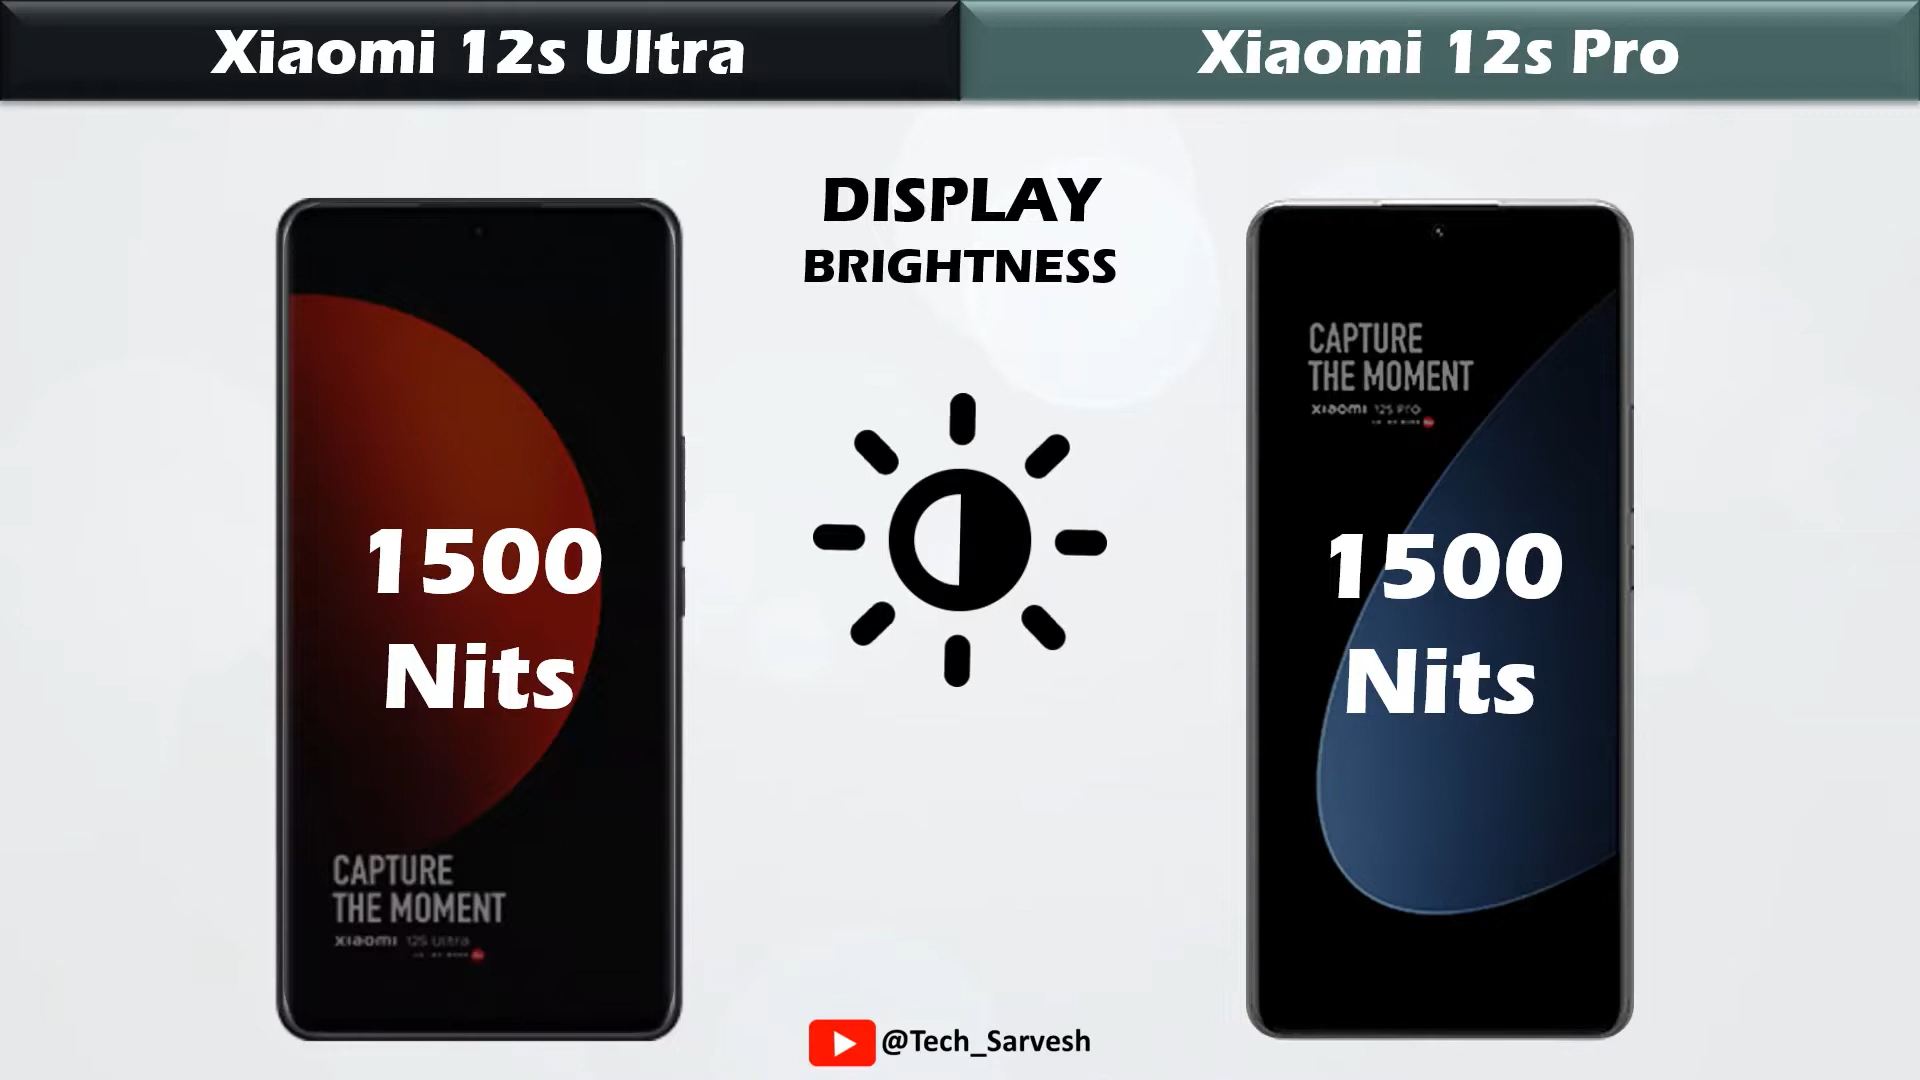 Xiaomi 12s Ultra
Xiaomi 12s Pro
DISPLAY
BRIGHTNESS
1500
Nits
CAPTURE
THE MOMENT
xiaomi 12S Ultra
CAPTURE
THE MOMENT
xiaomi 12S Pro
1500
Nits
@Tech_Sarvesh